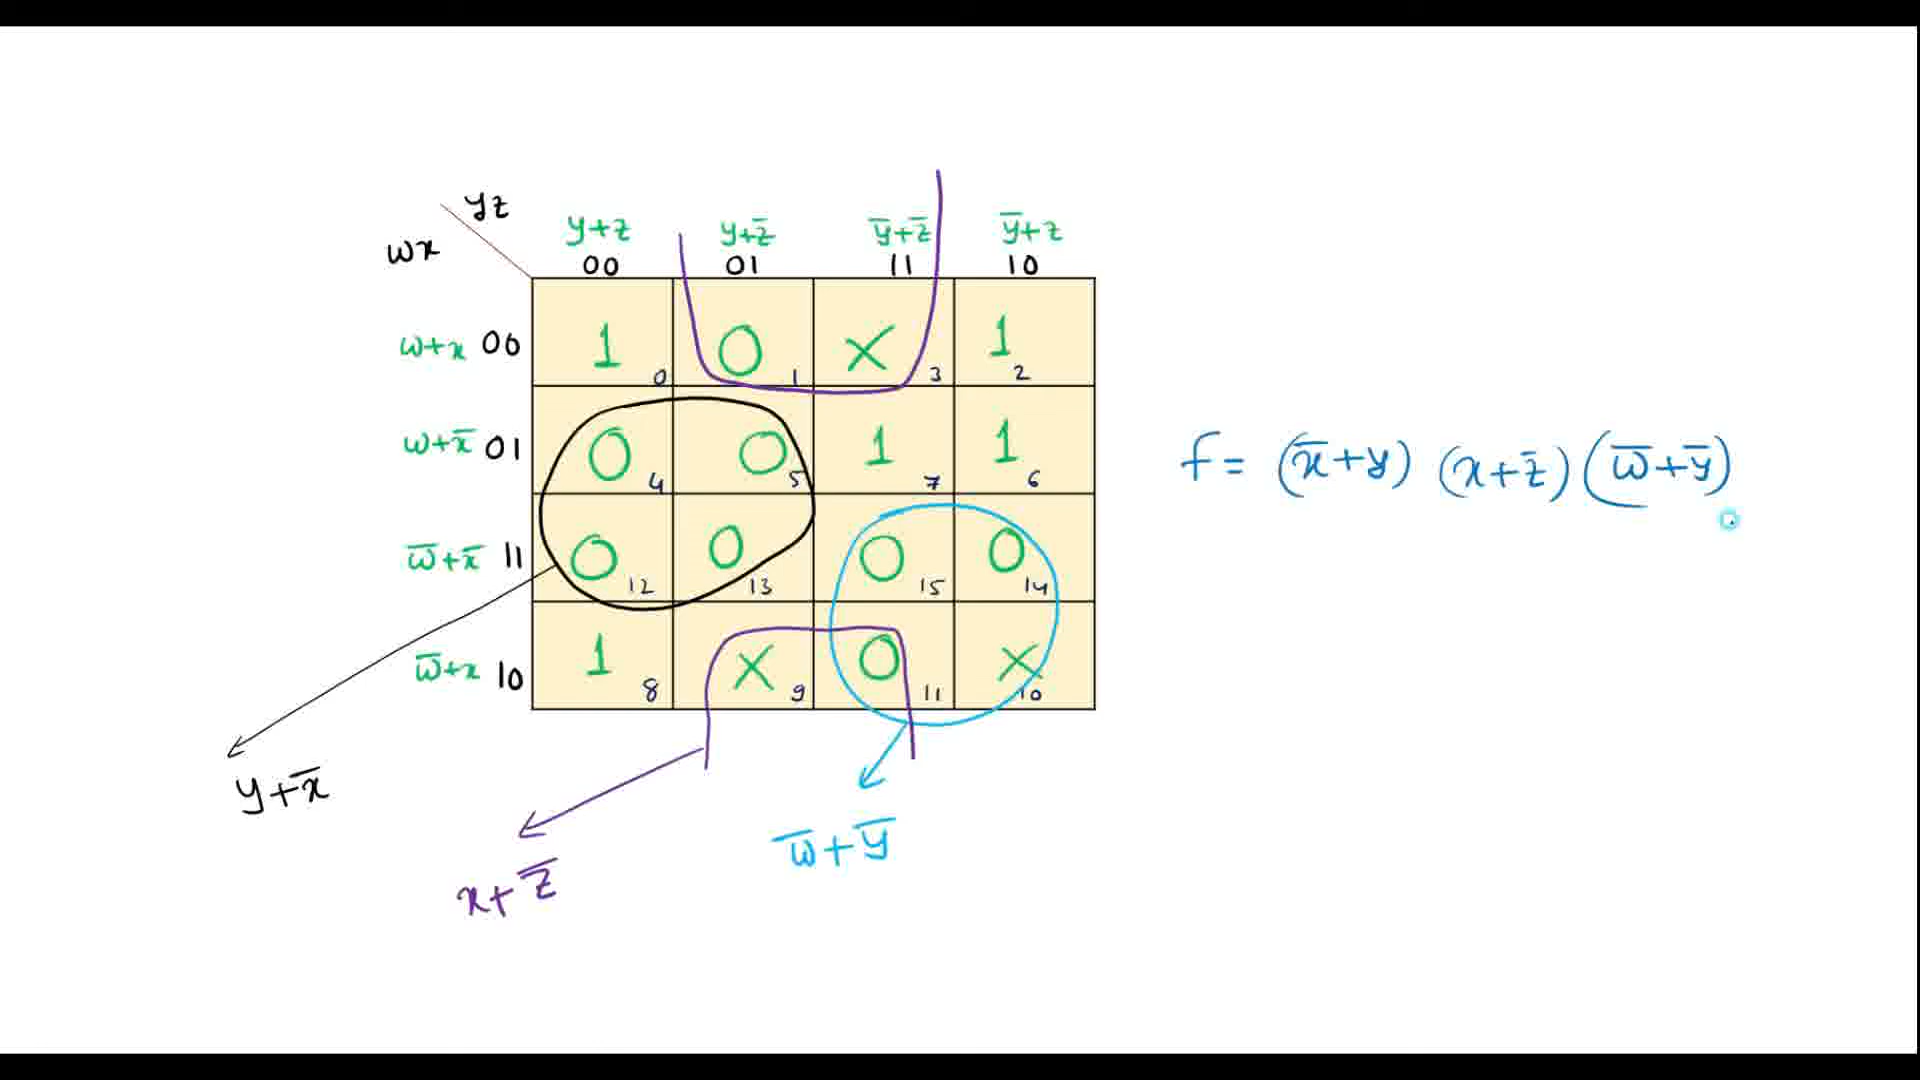 yz
wx
y+z y+z̅ y̅+z̅ y̅+z
00 01 11 10
w+x 00 1 0 0 1 X 3 1 2
w+x̅ 01 0 4 0 5 1 7 1 6
w̅+x̅ 11 0 12 0 13 0 15 0 14
w̅+x 10 1 8 X 9 0 11 X 10
f = (x̅+y) (x+z̅) (w̅+y̅)
y+x̅
x+z̅
w̅+y̅